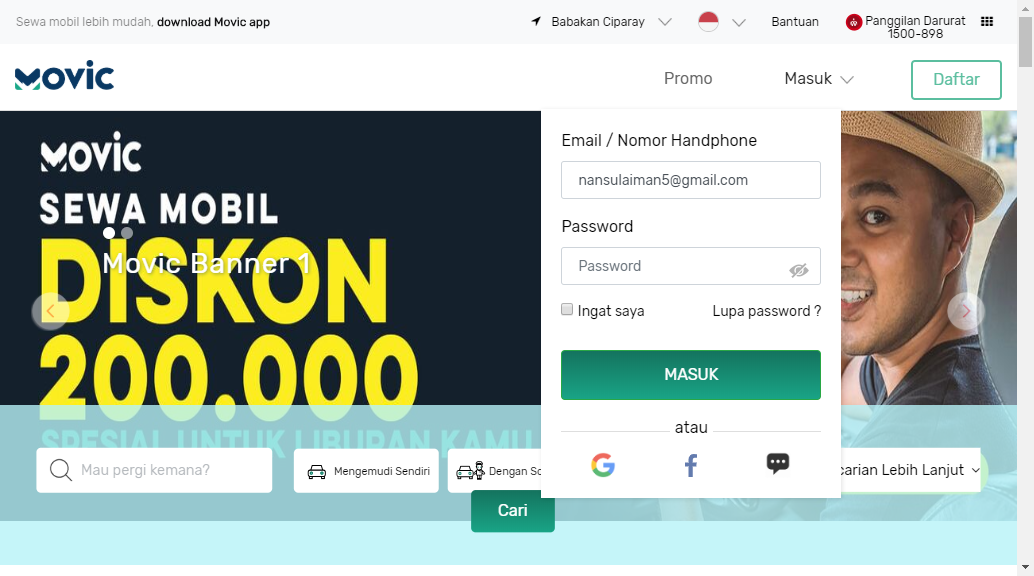 Sewa mobil lebih mudah, download Movic app
Babakan Ciparay
Bantuan
Panggilan Darurat
1500-898
MOVIC
Promo
Masuk
Daftar
MOVIC
SEWA MOBIL
DISKON
Movic Banner 1
200.000
SPESIAL UNTUK LIBURAN KAMU
Email / Nomor Handphone
nansulaiman5@gmail.com
Password
Password
Ingat saya
Lupa password ?
MASUK
atau
Mau pergi kemana?
Mengemudi Sendiri
Dengan
carian Lebih Lanjut
Cari